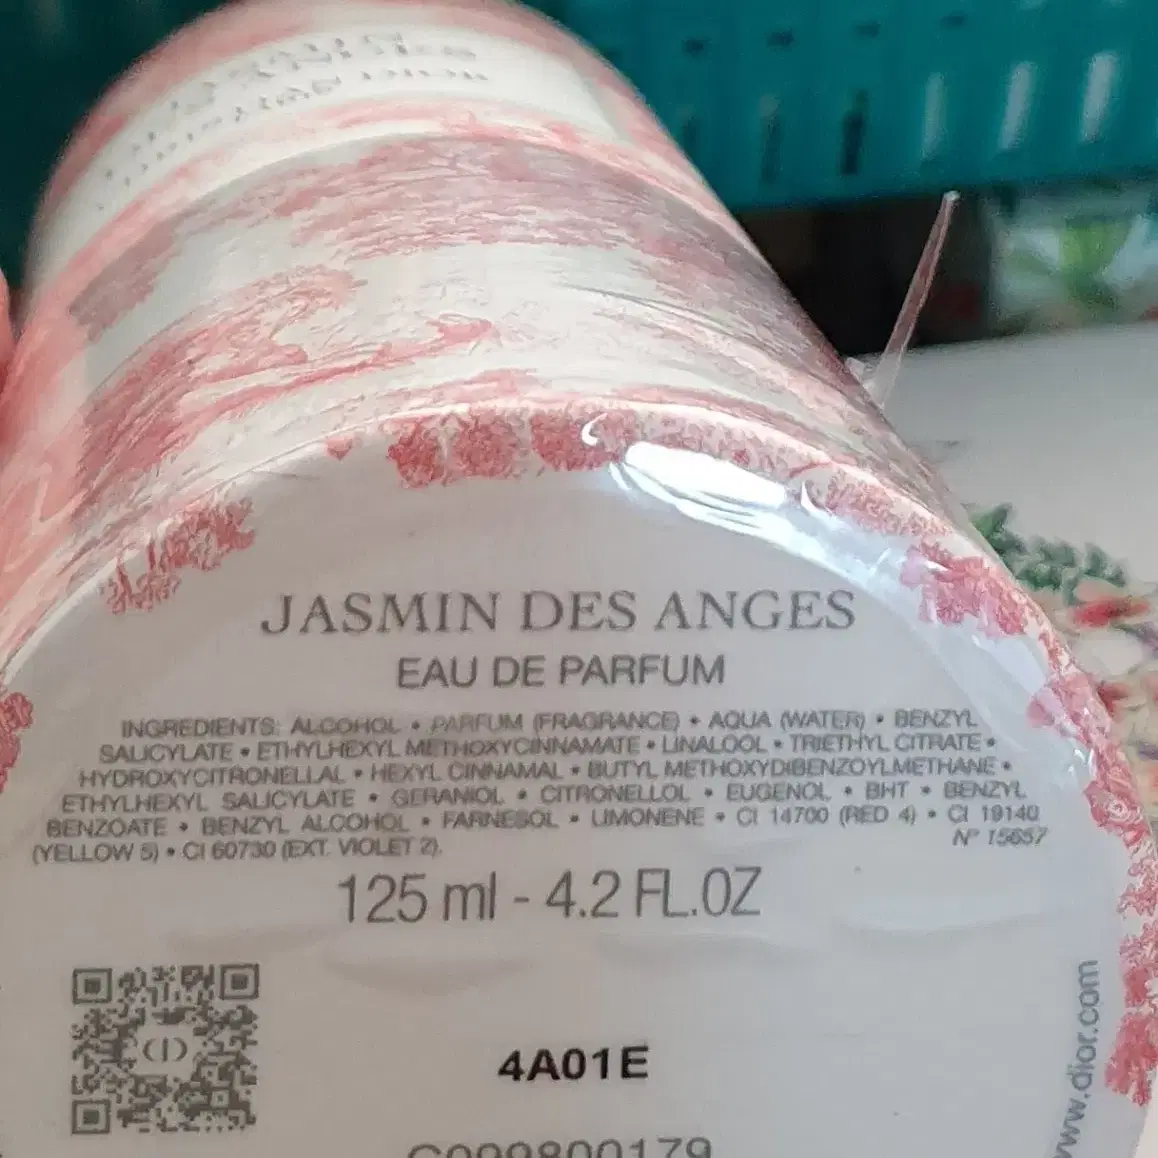 CHRISTIAN DIOR
JASMIN DES ANGES
EAU DE PARFUM
INGREDIENTS: ALCOHOL • PARFUM (FRAGRANCE) • AQUA (WATER) • BENZYL
SALICYLATE • ETHYLHEXYL METHOXYCINNAMATE • LINALOOL • TRIETHYL CITRATE •
HYDROXYCITRONELLAL • HEXYL CINNAMAL • BUTYL METHOXYDIBENZOYLMETHANE •
ETHYLHEXYL SALICYLATE • GERANIOL • CITRONELLOL • EUGENOL • BHT • BENZYL
BENZOATE • BENZYL ALCOHOL • FARNESOL • LIMONENE • CI 14700 (RED 4) • CI 19140
(YELLOW 5) • CI 60730 (EXT. VIOLET 2).
N° 15657
125 ml - 4.2 FL.OZ
4A01E
C099800179
www.dior.com